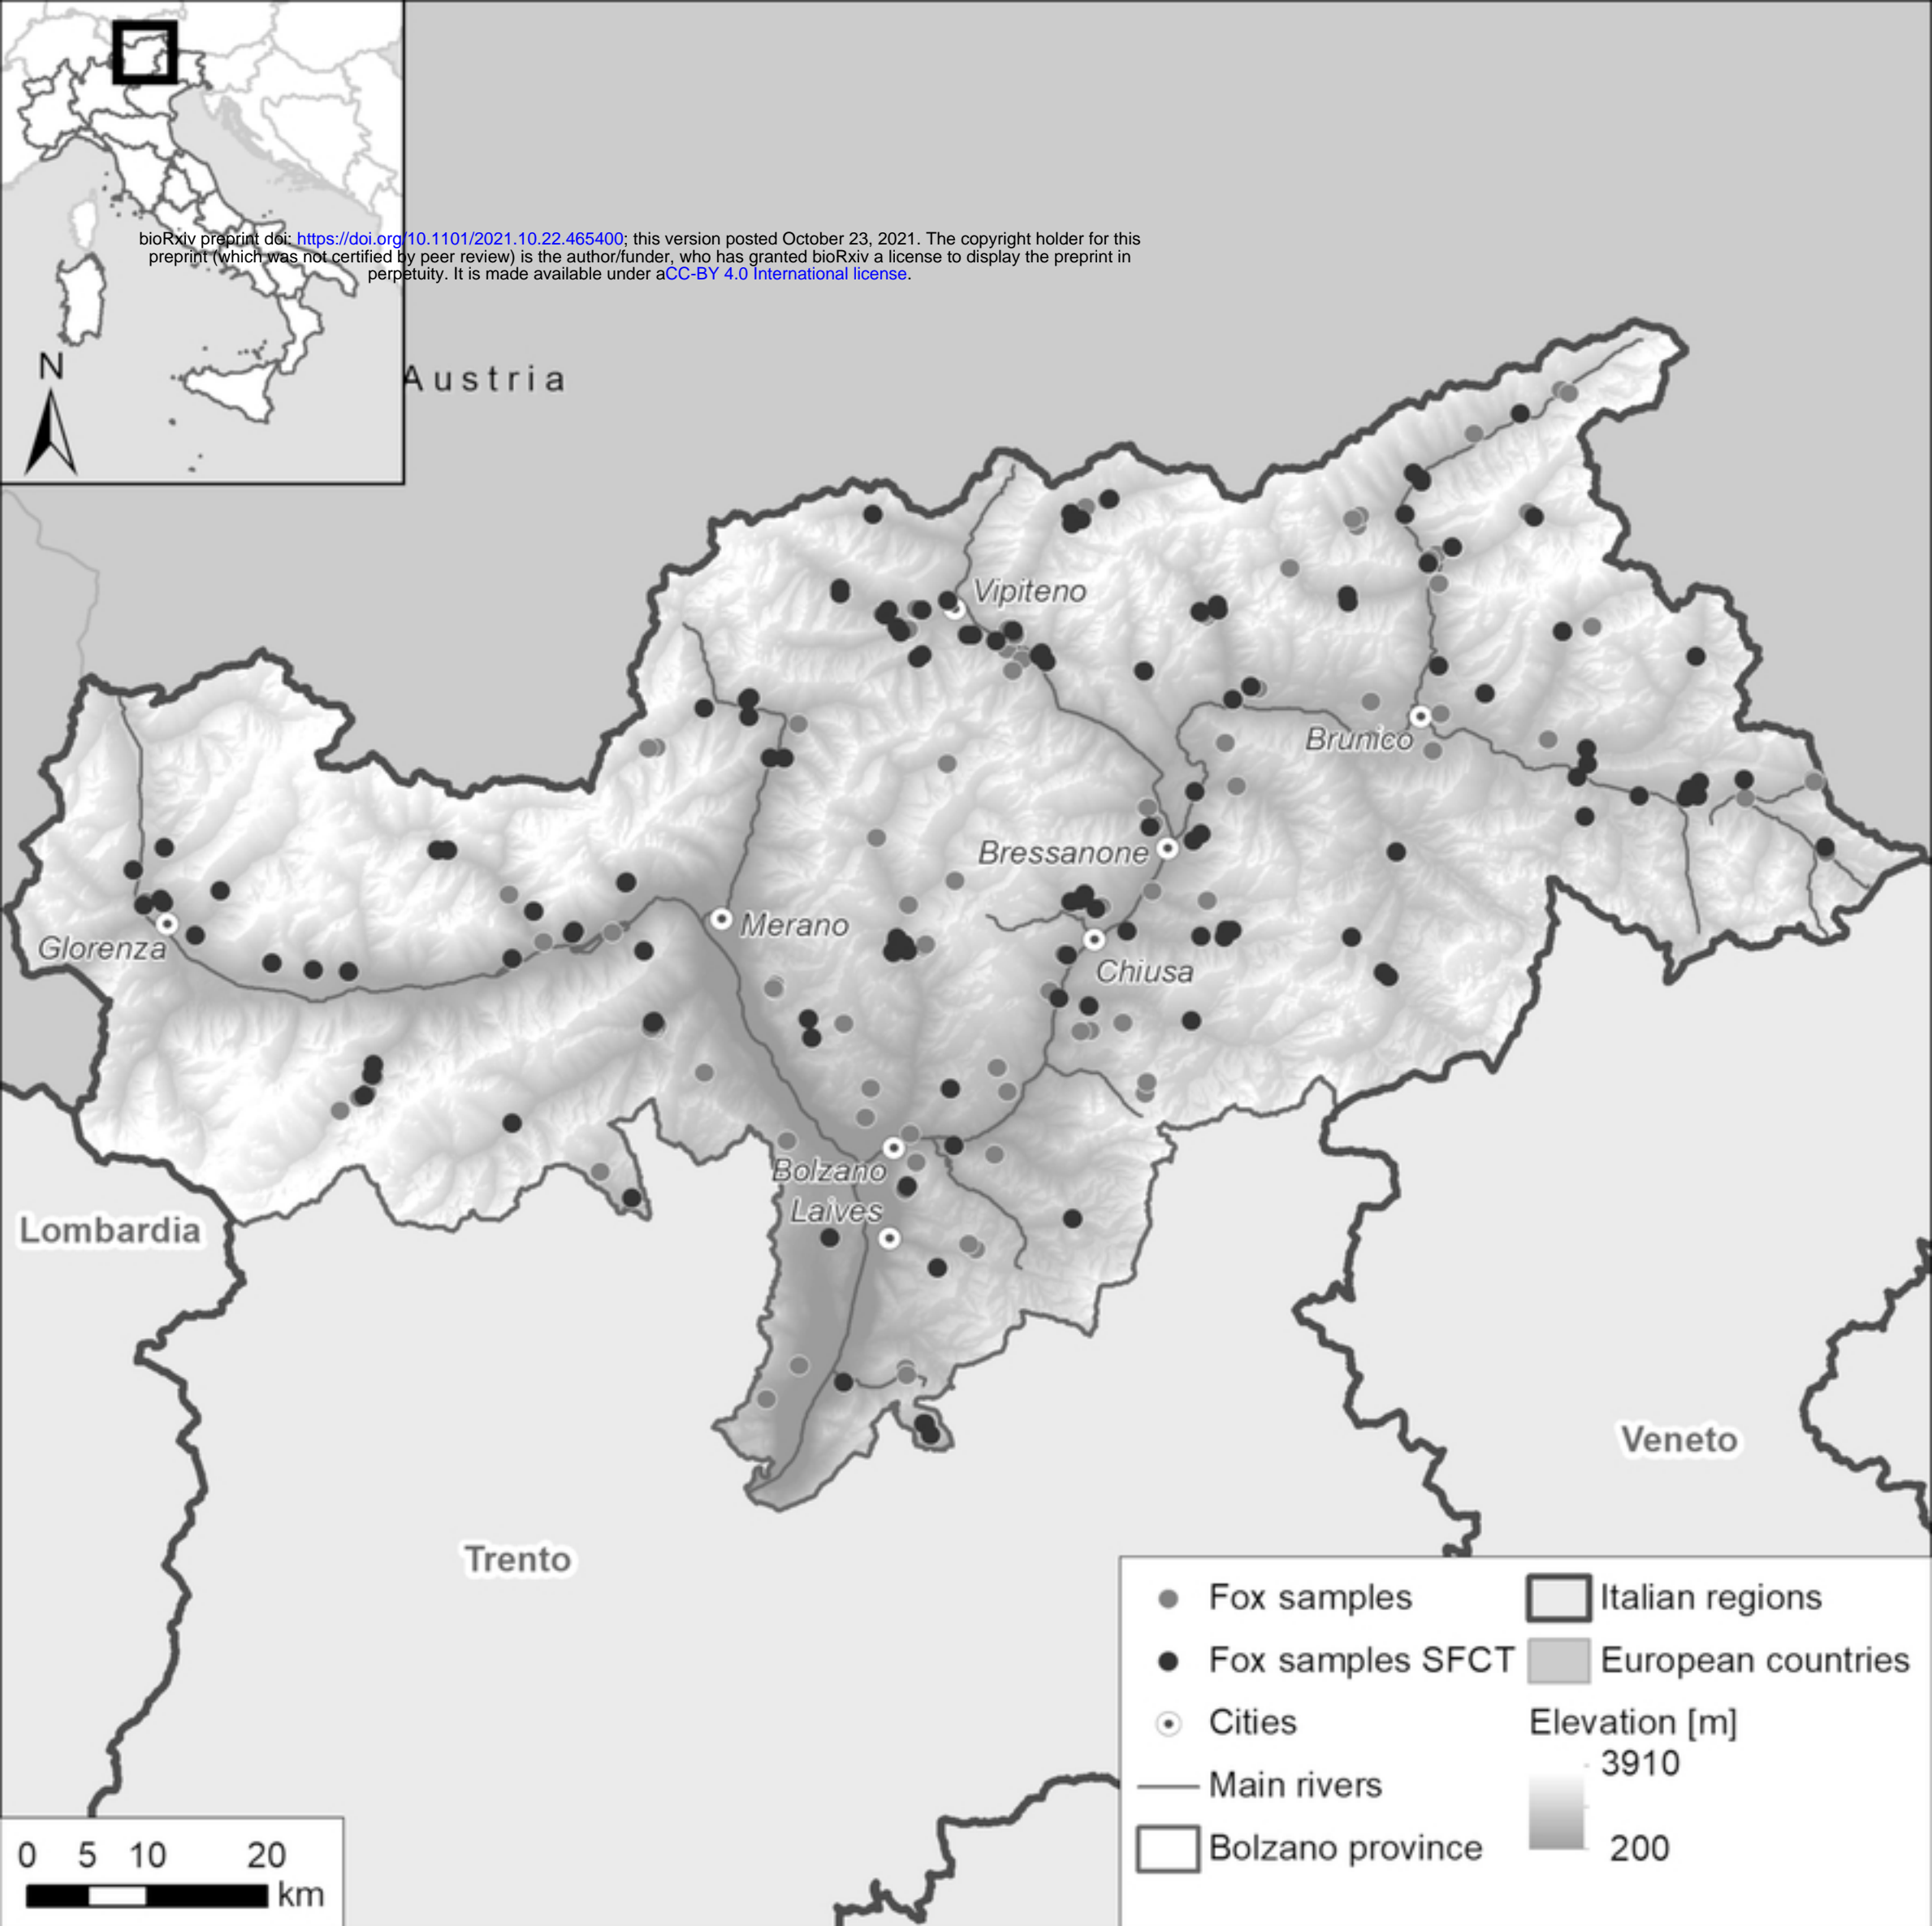 bioRxiv preprint doi: https://doi.org/10.1101/2021.10.22.465400; this version posted October 23, 2021. The copyright holder for this
preprint (which was not certified by peer review) is the author/funder, who has granted bioRxiv a license to display the preprint in
perpetuity. It is made available under aCC-BY 4.0 International license.
N
Austria
Vipiteno
Brunico
Bressanone
Merano
Glorenza
Chiusa
Bolzano
Laives
Lombardia
Veneto
Trento
Fox samples
Fox samples SFCT
Cities
Main rivers
Bolzano province
Italian regions
European countries
Elevation [m]
3910
200
0 5 10 20
km